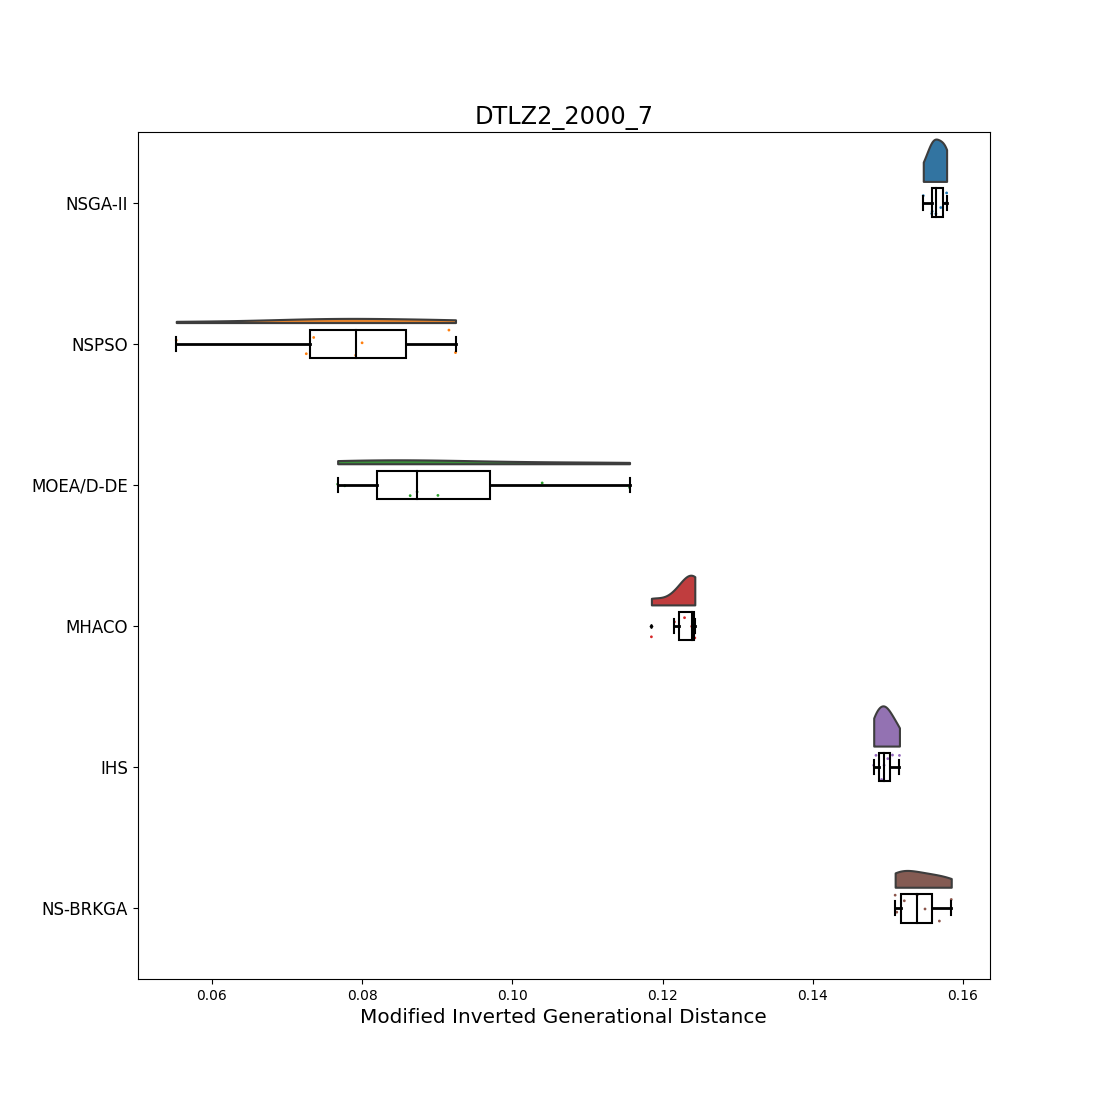 DTLZ2_2000_7
NSGA-II
NSPSO
MOEA/D-DE
MHACO
IHS
NS-BRKGA
0.06 0.08 0.10 0.12 0.14 0.16
Modified Inverted Generational Distance